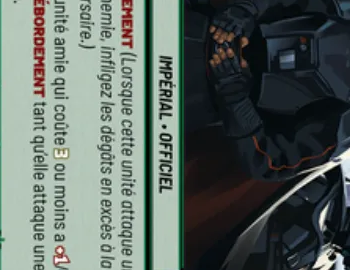 IMPÉRIAL • OFFICIEL
EMENT (Lorsque cette unité attaque u
nemie, infligez les dégâts en excès à la
rsaire.)
unité amie qui coûte 3 ou moins a +1/
ÉBORDEMENT tant qu'elle attaque une